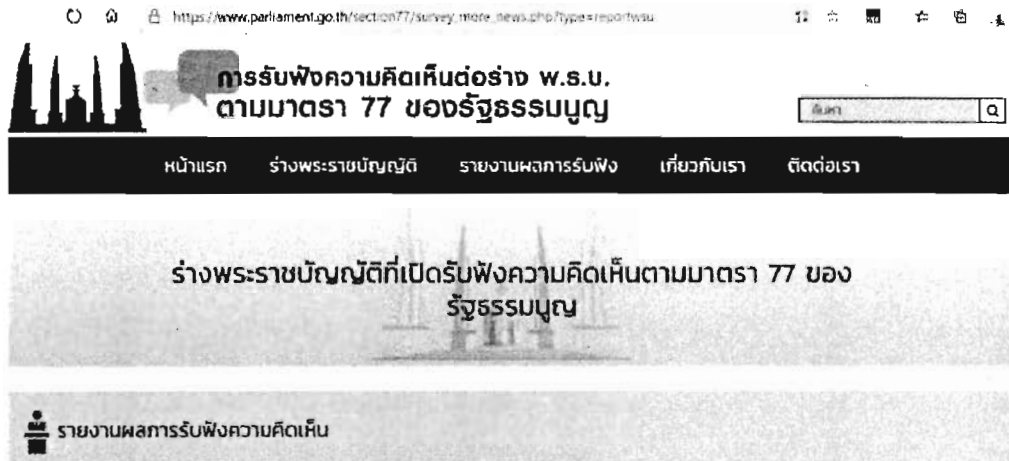 https://www.parliament.go.th/section77/survey_more_news.php?type=reportwsu
การรับฟังความคิดเห็นต่อร่าง พ.ร.บ.
ตามมาตรา 77 ของรัฐธรรมนูญ
ค้นหา
หน้าแรก ร่างพระราชบัญญัติ รายงานผลการรับฟัง เกี่ยวกับเรา ติดต่อเรา
ร่างพระราชบัญญัติที่เปิดรับฟังความคิดเห็นตามมาตรา 77 ของ
รัฐธรรมนูญ
รายงานผลการรับฟังความคิดเห็น